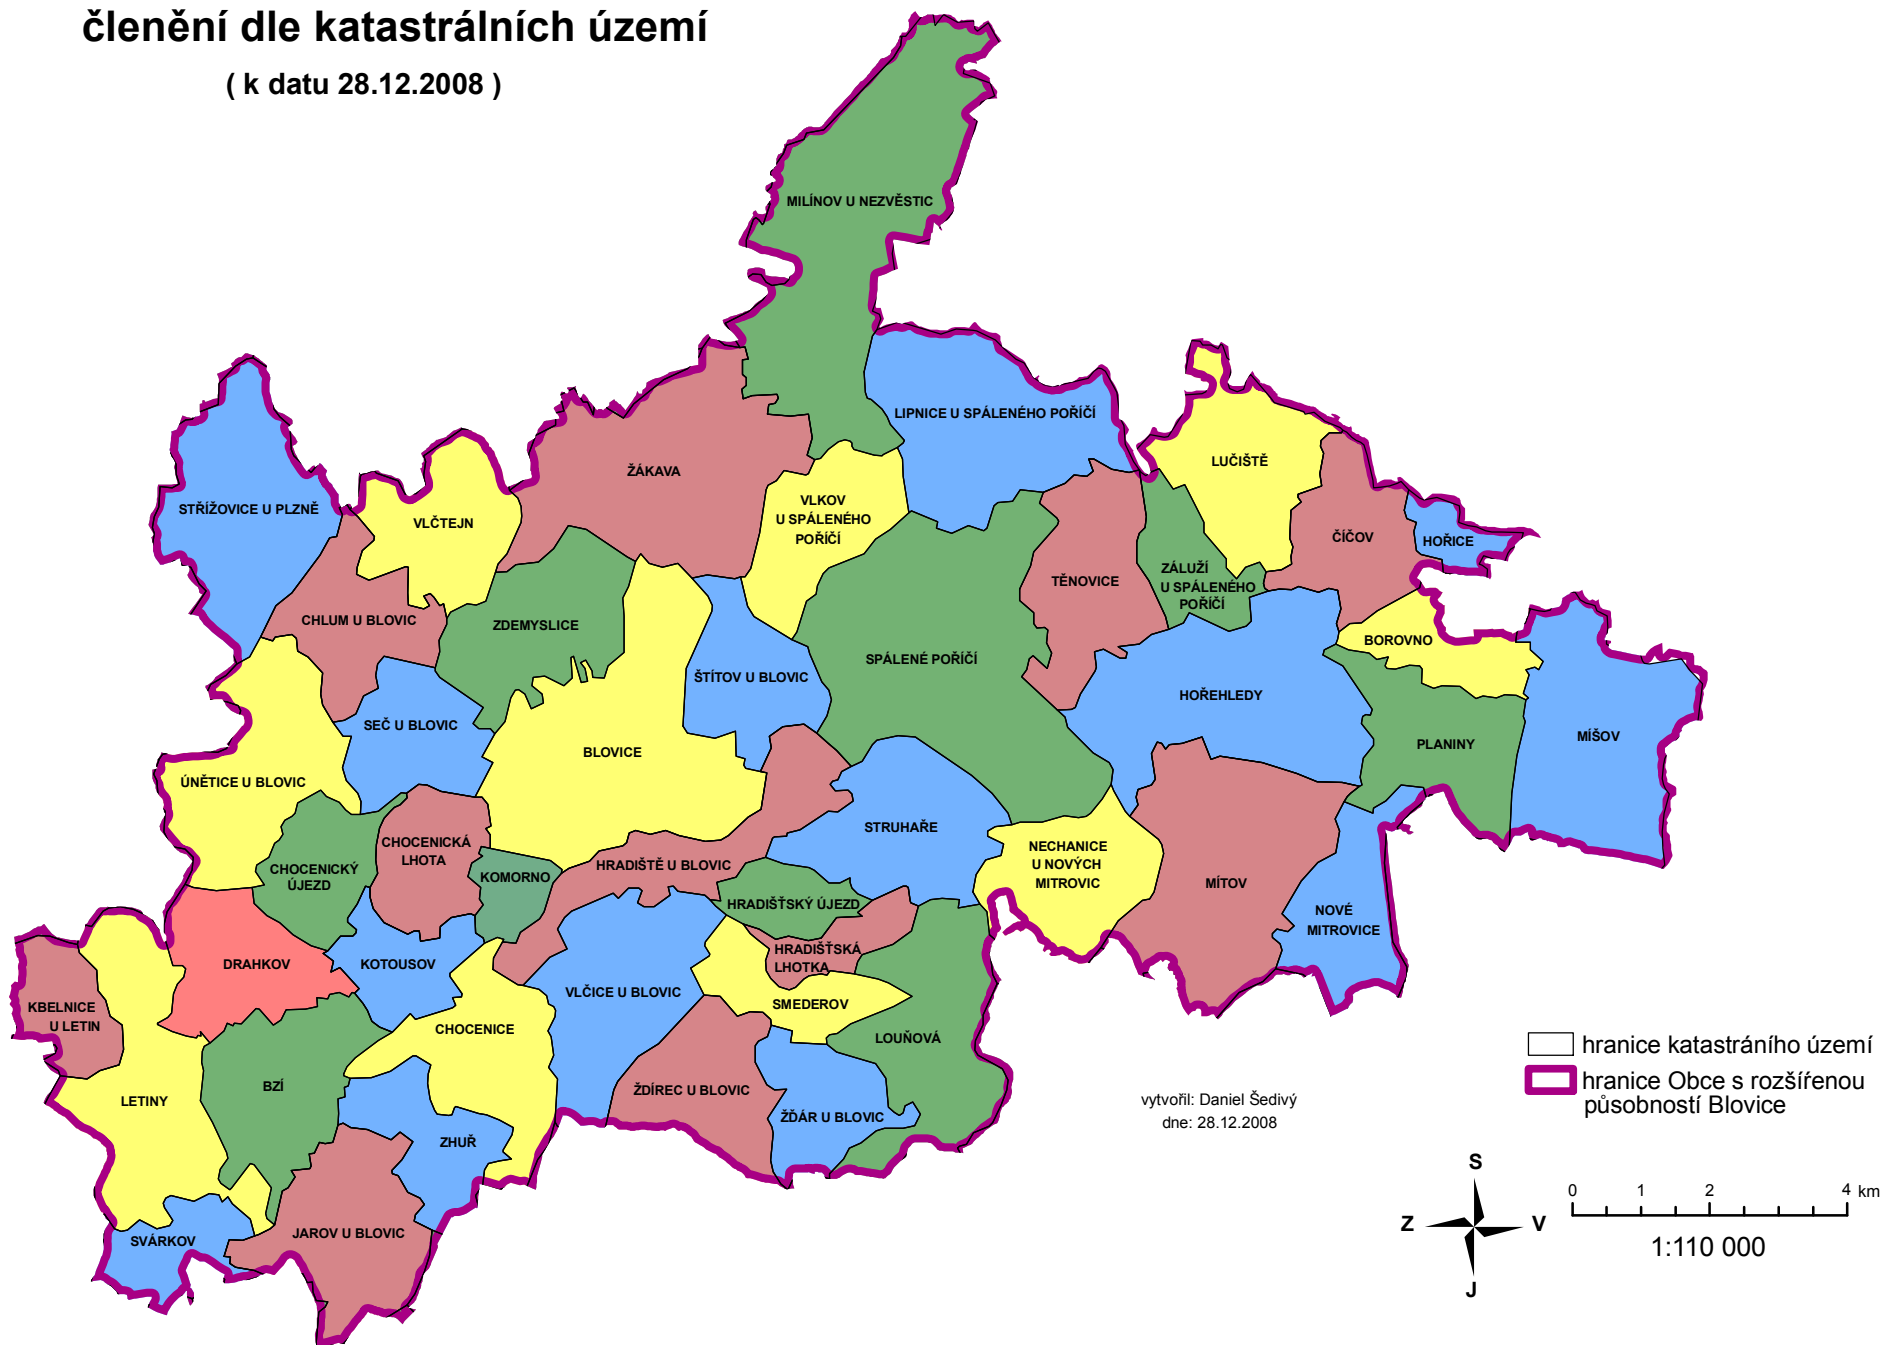 členění dle katastrálních území
( k datu 28.12.2008 )
MILÍNOV U NEZVĚSTIC
LIPNICE U SPÁLENÉHO POŘÍČÍ
LUČIŠTĚ
ŽÁKAVA
STŘÍŽOVICE U PLZNĚ
VLČTEJN
VLKOV
U SPÁLENÉHO
POŘÍČÍ
ČÍČOV
HOŘICE
TĚNOVICE
ZÁLUŽÍ
U SPÁLENÉHO
POŘÍČÍ
CHLUM U BLOVIC
ZDEMYSLICE
BOROVNO
SPÁLENÉ POŘÍČÍ
ŠTÍTOV U BLOVIC
HOŘEHLEDY
SEČ U BLOVIC
BLOVICE
PLANINY
MÍŠOV
ÚNĚTICE U BLOVIC
STRUHAŘE
CHOCENICKÁ
LHOTA
NECHANICE
U NOVÝCH
MITROVIC
CHOCENICKÝ
ÚJEZD
KOMORNO
HRADIŠTĚ U BLOVIC
MÍTOV
HRADIŠŤSKÝ ÚJEZD
NOVÉ
MITROVICE
HRADIŠŤSKÁ
LHOTKA
DRAHKOV
KOTOUSOV
VLČICE U BLOVIC
SMEDEROV
KBELNICE
U LETIN
CHOCENICE
LOUŇOVÁ
BZÍ
LETINY
ŽDÍREC U BLOVIC
ŽĎÁR U BLOVIC
ZHUŘ
JAROV U BLOVIC
SVÁRKOV
hranice katastráního území
hranice Obce s rozšířenou
působností Blovice
vytvořil: Daniel Šedivý
dne: 28.12.2008
S
Z
V
J
0 1 2 4 km
1:110 000